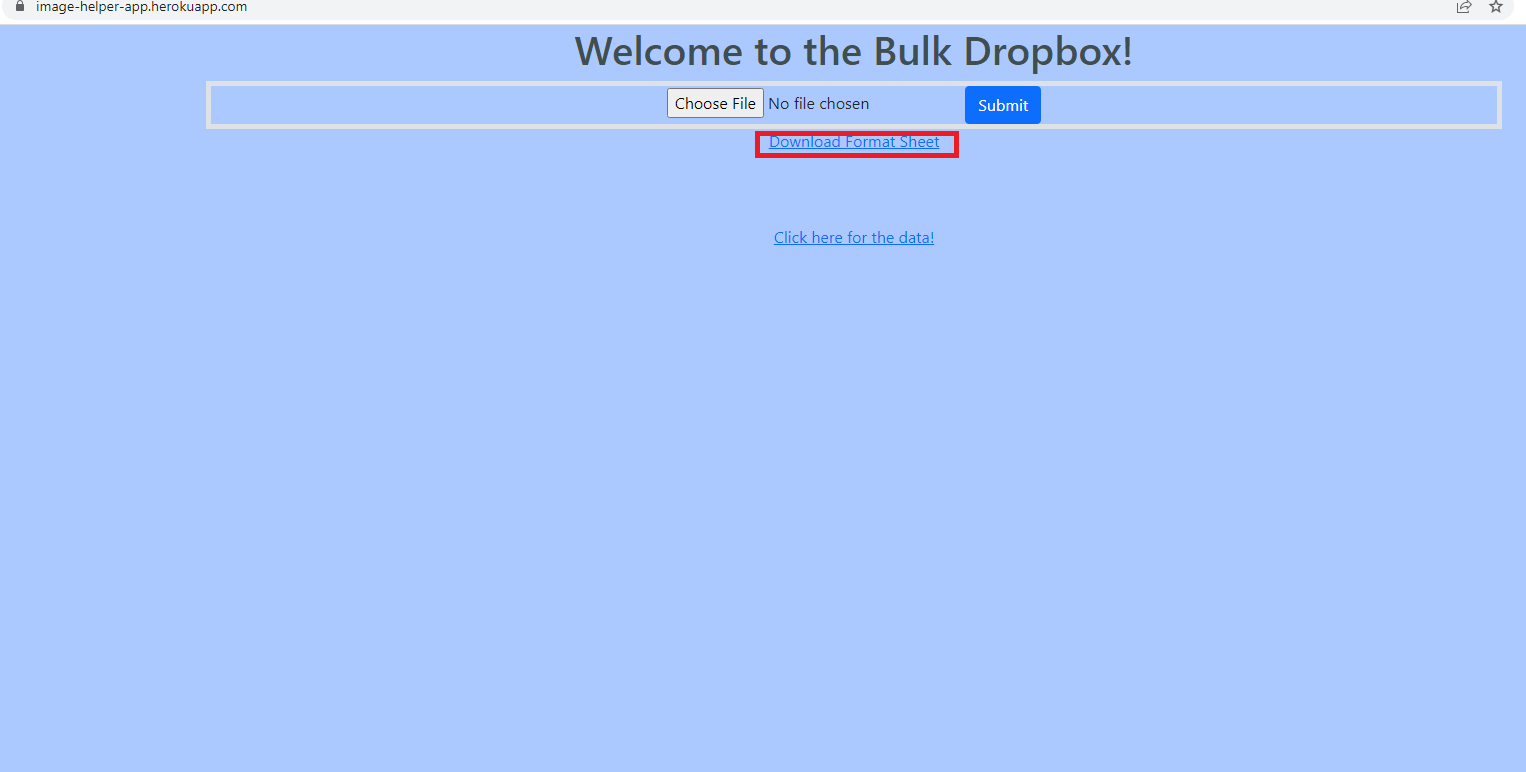 image-helper-app.herokuapp.com
Welcome to the Bulk Dropbox!
Choose File No file chosen Submit
Download Format Sheet
Click here for the data!